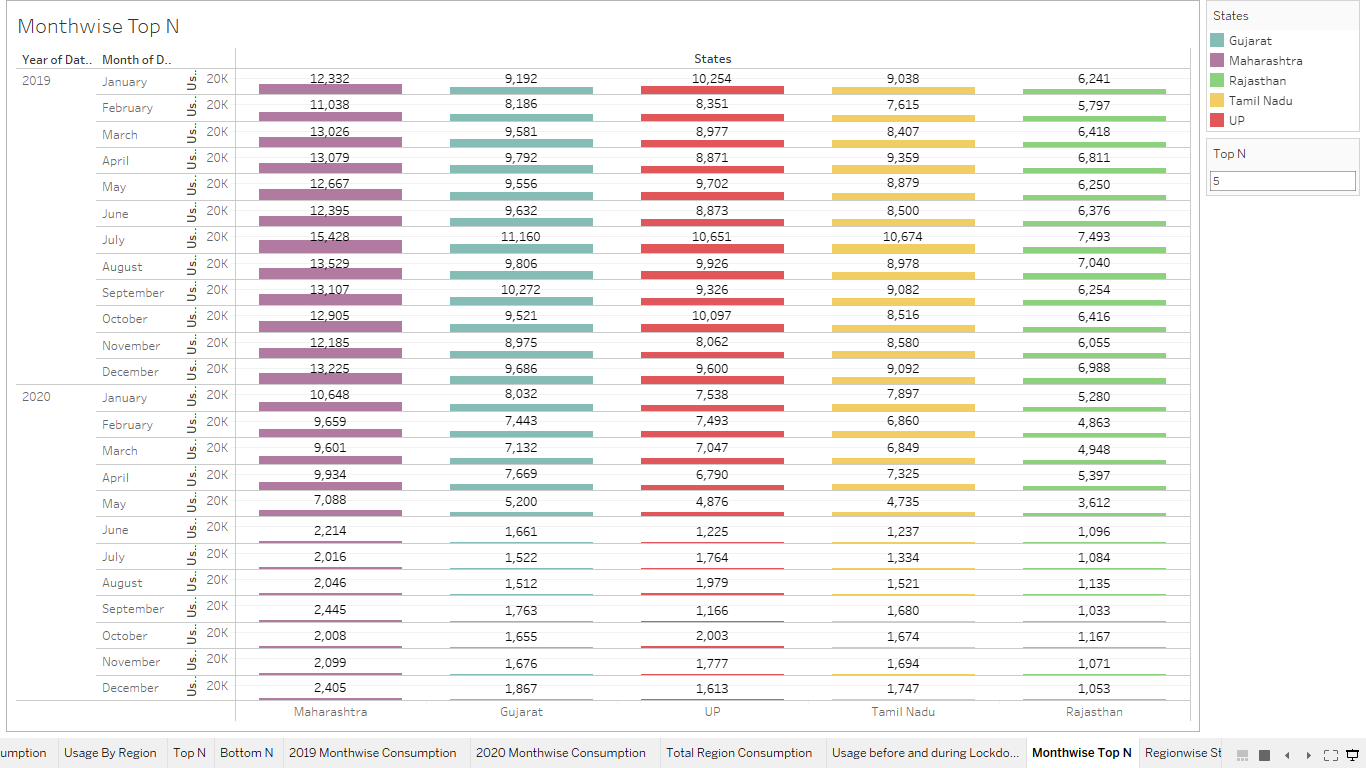 Monthwise Top N
Year of Dat.. Month of D.. States
2019 January Us.. 20K 12,332 9,192 10,254 9,038 6,241
February Us.. 20K 11,038 8,186 8,351 7,615 5,797
March Us.. 20K 13,026 9,581 8,977 8,407 6,418
April Us.. 20K 13,079 9,792 8,871 9,359 6,811
May Us.. 20K 12,667 9,556 9,702 8,879 6,250
June Us.. 20K 12,395 9,632 8,873 8,500 6,376
July Us.. 20K 15,428 11,160 10,651 10,674 7,493
August Us.. 20K 13,529 9,806 9,926 8,978 7,040
September Us.. 20K 13,107 10,272 9,326 9,082 6,254
October Us.. 20K 12,905 9,521 10,097 8,516 6,416
November Us.. 20K 12,185 8,975 8,062 8,580 6,055
December Us.. 20K 13,225 9,686 9,600 9,092 6,988
2020 January Us.. 20K 10,648 8,032 7,538 7,897 5,280
February Us.. 20K 9,659 7,443 7,493 6,860 4,863
March Us.. 20K 9,601 7,132 7,047 6,849 4,948
April Us.. 20K 9,934 7,669 6,790 7,325 5,397
May Us.. 20K 7,088 5,200 4,876 4,735 3,612
June Us.. 20K 2,214 1,661 1,225 1,237 1,096
July Us.. 20K 2,016 1,522 1,764 1,334 1,084
August Us.. 20K 2,046 1,512 1,979 1,521 1,135
September Us.. 20K 2,445 1,763 1,166 1,680 1,033
October Us.. 20K 2,008 1,655 2,003 1,674 1,167
November Us.. 20K 2,099 1,676 1,777 1,694 1,071
December Us.. 20K 2,405 1,867 1,613 1,747 1,053
Maharashtra Gujarat UP Tamil Nadu Rajasthan
States
Gujarat
Maharashtra
Rajasthan
Tamil Nadu
UP
Top N
5
umption Usage By Region Top N Bottom N 2019 Monthwise Consumption 2020 Monthwise Consumption Total Region Consumption Usage before and during Lockdo... Monthwise Top N Regionwise St